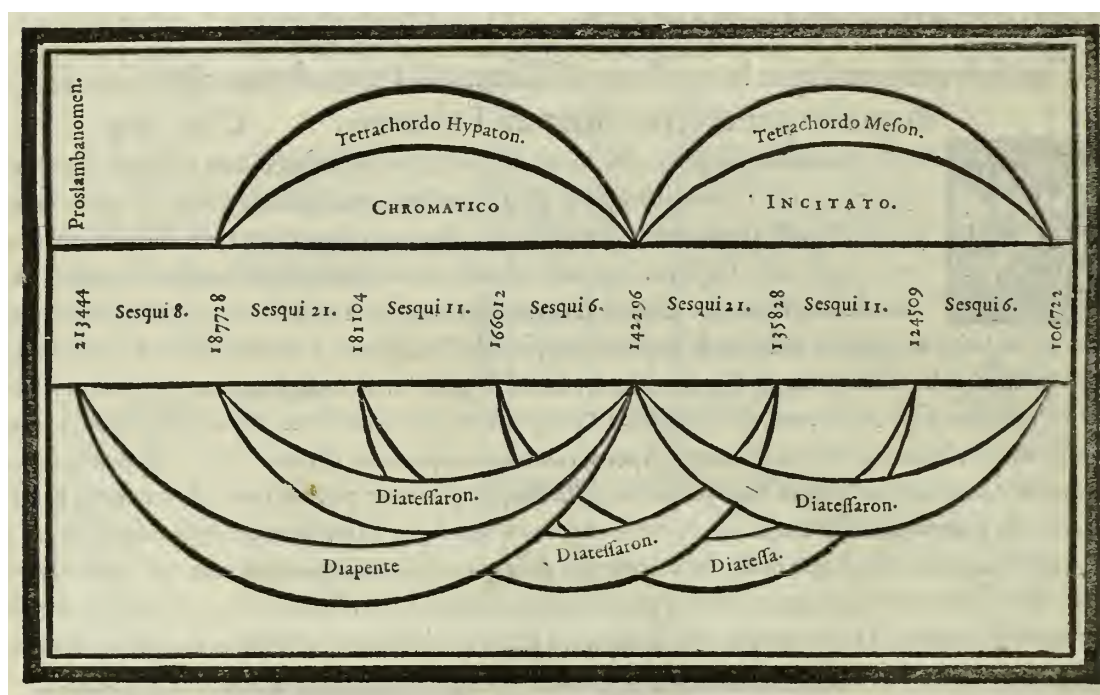 Proslambanomen.
Tetrachordo Hypaton.
Tetrachordo Meſon.
CHROMATICO
INCITATO.
213444
Sesqui 8.
187728
Sesqui 21.
181104
Sesqui 11.
166012
Sesqui 6.
142296
Sesqui 21.
135828
Sesqui 11.
124509
Sesqui 6.
106722
Diateſſaron.
Diateſſaron.
Diapente
Diateſſaron.
Diateſſa.